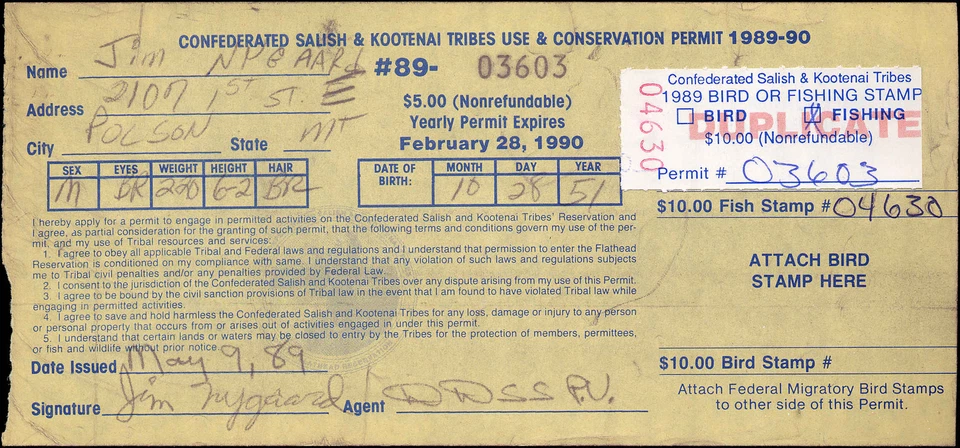 CONFEDERATED SALISH & KOOTENAI TRIBES USE & CONSERVATION PERMIT 1989-90
Name Jim
#89- 03603
Address 2107 1ST ST. E
$5.00 (Nonrefundable)
City POLSON State MT
Yearly Permit Expires
February 28, 1990
SEX EYES WEIGHT HEIGHT HAIR
M BR 220 6-2 BR
DATE OF BIRTH: MONTH DAY YEAR
10 28 51
04630
Confederated Salish & Kootenai Tribes
1989 BIRD OR FISHING STAMP
BIRD FISHING
DUPLICATE
$10.00 (Nonrefundable)
Permit # 03603
$10.00 Fish Stamp # 04630
ATTACH BIRD
STAMP HERE
$10.00 Bird Stamp #
Attach Federal Migratory Bird Stamps
to other side of this Permit.
I hereby apply for a permit to engage in permitted activities on the Confederated Salish and Kootenai Tribes' Reservation and
I agree, as partial consideration for the granting of such permit, that the following terms and conditions govern my use of the per-
mit, and my use of Tribal resources and services:
1. I agree to obey all applicable Tribal and Federal laws and regulations and I understand that permission to enter the Flathead
Reservation is conditioned on my compliance with same. I understand that any violation of such laws and regulations subjects
me to Tribal civil penalties and/or any penalties provided by Federal Law.
2. I consent to the jurisdiction of the Confederated Salish and Kootenai Tribes over any dispute arising from my use of this Permit.
3. I agree to be bound by the civil sanction provisions of Tribal law in the event that I am found to have violated Tribal law while
engaging in permitted activities.
4. I agree to save and hold harmless the Confederated Salish and Kootenai Tribes for any loss, damage or injury to any person
or personal property that occurs from or arises out of activities engaged in under this permit.
5. I understand that certain lands or waters may be closed to entry by the Tribes for the protection of members, permittees,
or fish and wildlife without prior notice.
Date Issued May 9, 89
Signature Jim Nygaard Agent DDSS P.V.